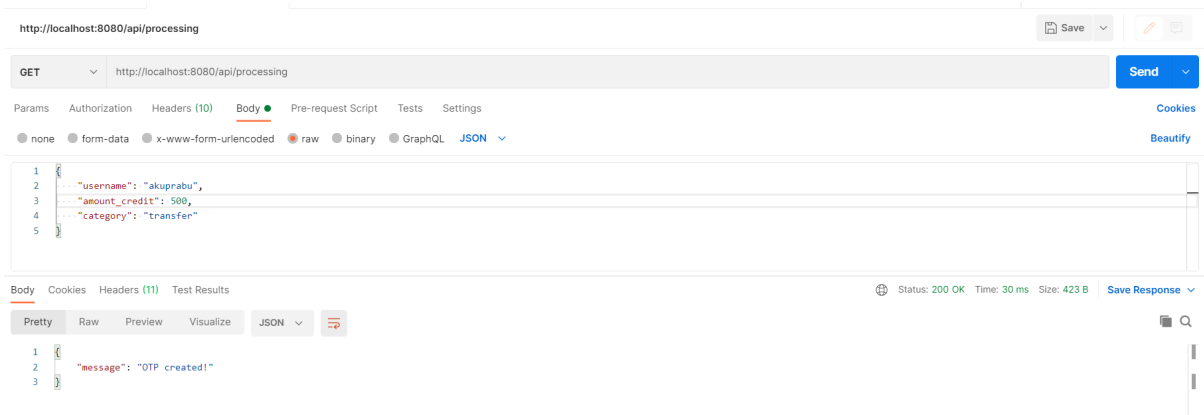 http://localhost:8080/api/processing
Save
GET http://localhost:8080/api/processing Send
Params Authorization Headers (10) Body Pre-request Script Tests Settings Cookies
none form-data x-www-form-urlencoded raw binary GraphQL JSON Beautify
1 {
2 "username": "akuprabu",
3 "amount_credit": 500,
4 "category": "transfer"
5 }
Body Cookies Headers (11) Test Results Status: 200 OK Time: 30 ms Size: 423 B Save Response
Pretty Raw Preview Visualize JSON
1 {
2 "message": "OTP created!"
3 }